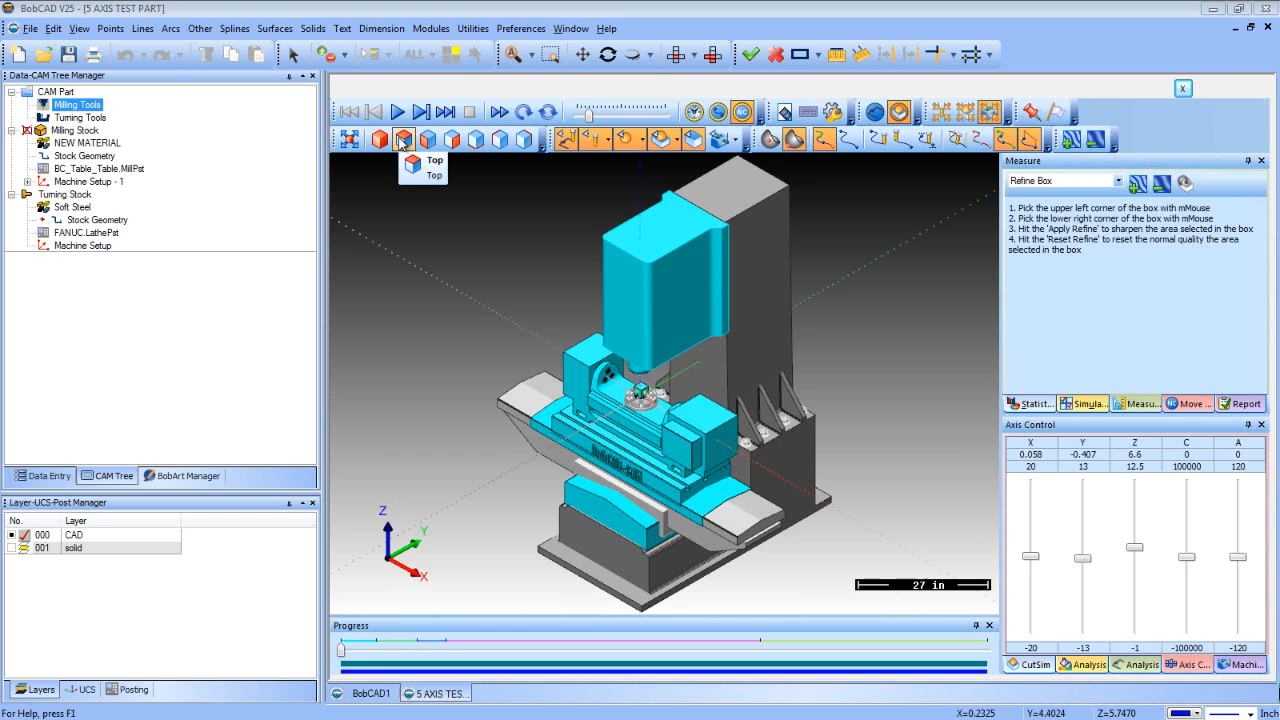 BobCAD V25 - [5 AXIS TEST PART]
File Edit View Points Lines Arcs Other Splines Surfaces Solids Text Dimension Modules Utilities Preferences Window Help
ALL
Data-CAM Tree Manager
CAM Part
Milling Tools
Turning Tools
Milling Stock
NEW MATERIAL
Stock Geometry
BC_Table_Table.MillPst
Machine Setup - 1
Turning Stock
Soft Steel
Stock Geometry
FANUC.LathePst
Machine Setup
Data Entry CAM Tree BobArt Manager
Layer-UCS-Post Manager
No. Layer
000 CAD
001 solid
Layers UCS Posting
X
NC
Top
Top
Z
Y
X
27 in
Measure
Refine Box
1. Pick the upper left corner of the box with mMouse
2. Pick the lower right corner of the box with mMouse
3. Hit the 'Apply Refine' to sharpen the area selected in the box
4. Hit the 'Reset Refine' to reset the normal quality the area
selected in the box
Statist... Simula... Measu... Move ... Report
Axis Control
X Y Z C A
0.058 -0.407 6.6 0 0
20 13 12.5 100000 120
-20 -13 -1 -100000 -120
CutSim Analysis Analysis Axis C... Machi...
Progress
BobCAD1 5 AXIS TES...
For Help, press F1
X=0.2325 Y=4.4024 Z=5.7470 Inch